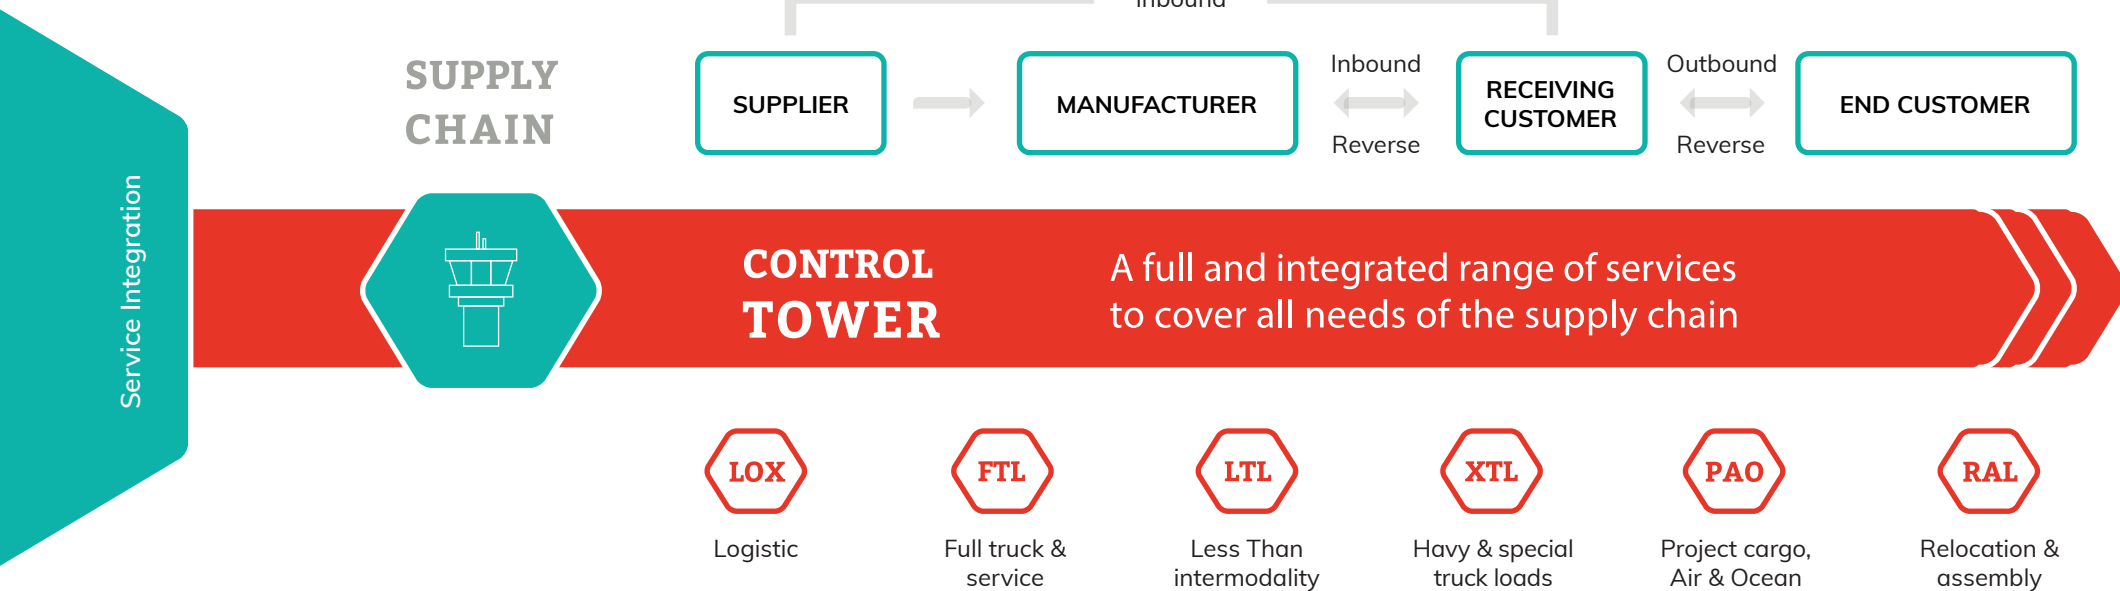 Inbound
SUPPLY
CHAIN
SUPPLIER
MANUFACTURER
Inbound
Reverse
RECEIVING
CUSTOMER
Outbound
Reverse
END CUSTOMER
Service Integration
CONTROL
TOWER
A full and integrated range of services
to cover all needs of the supply chain
LOX
Logistic
FTL
Full truck &
service
LTL
Less Than
intermodality
XTL
Havy & special
truck loads
PAO
Project cargo,
Air & Ocean
RAL
Relocation &
assembly